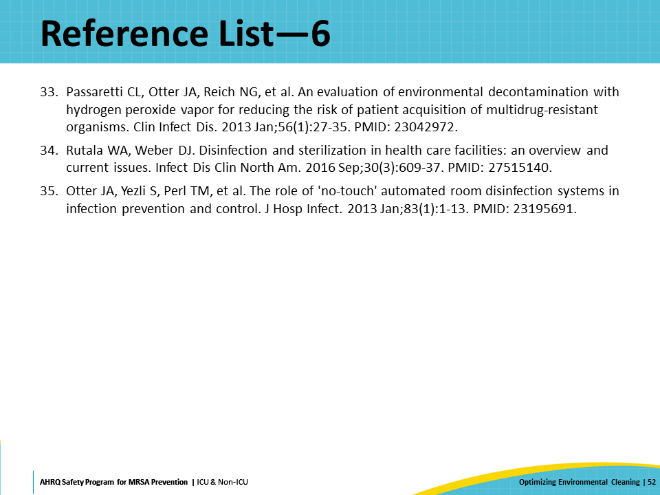 Reference List—6
33. Passaretti CL, Otter JA, Reich NG, et al. An evaluation of environmental decontamination with
hydrogen peroxide vapor for reducing the risk of patient acquisition of multidrug-resistant
organisms. Clin Infect Dis. 2013 Jan;56(1):27-35. PMID: 23042972.
34. Rutala WA, Weber DJ. Disinfection and sterilization in health care facilities: an overview and
current issues. Infect Dis Clin North Am. 2016 Sep;30(3):609-37. PMID: 27515140.
35. Otter JA, Yezli S, Perl TM, et al. The role of 'no-touch' automated room disinfection systems in
infection prevention and control. J Hosp Infect. 2013 Jan;83(1):1-13. PMID: 23195691.
AHRQ Safety Program for MRSA Prevention | ICU & Non-ICU
Optimizing Environmental Cleaning | 52